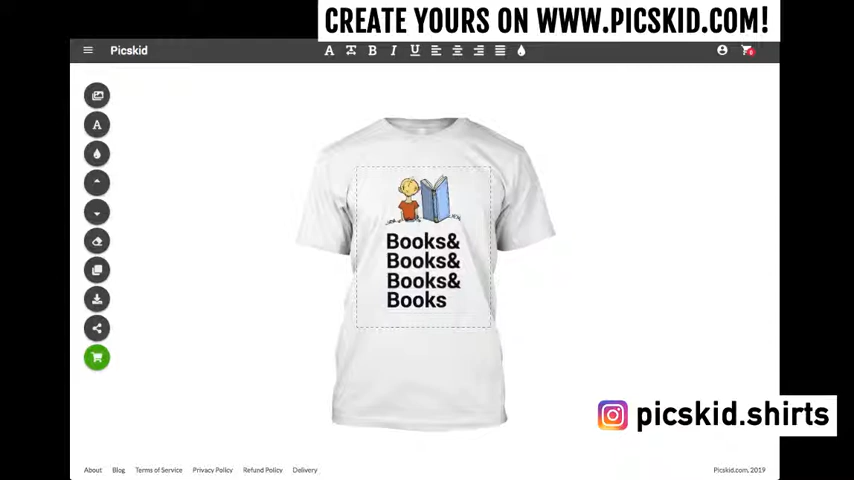 CREATE YOURS ON WWW.PICSKID.COM!
Picskid
Books&
Books&
Books&
Books
picskid.shirts
About Blog Terms of Service Privacy Policy Refund Policy Delivery
Picskid.com, 2019